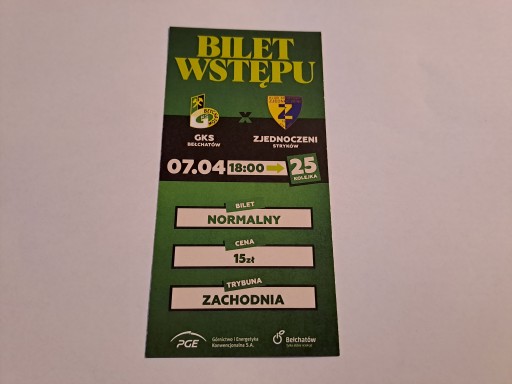 BILET
WSTĘPU
GKS
BEŁCHATÓW
X
ZJEDNOCZENI
STRYKÓW
07.04 18:00 25
KOLEJKA
BILET
NORMALNY
CENA
15zł
TRYBUNA
ZACHODNIA
PGE
Górnictwo i Energetyka
Konwencjonalna S.A.
Bełchatów